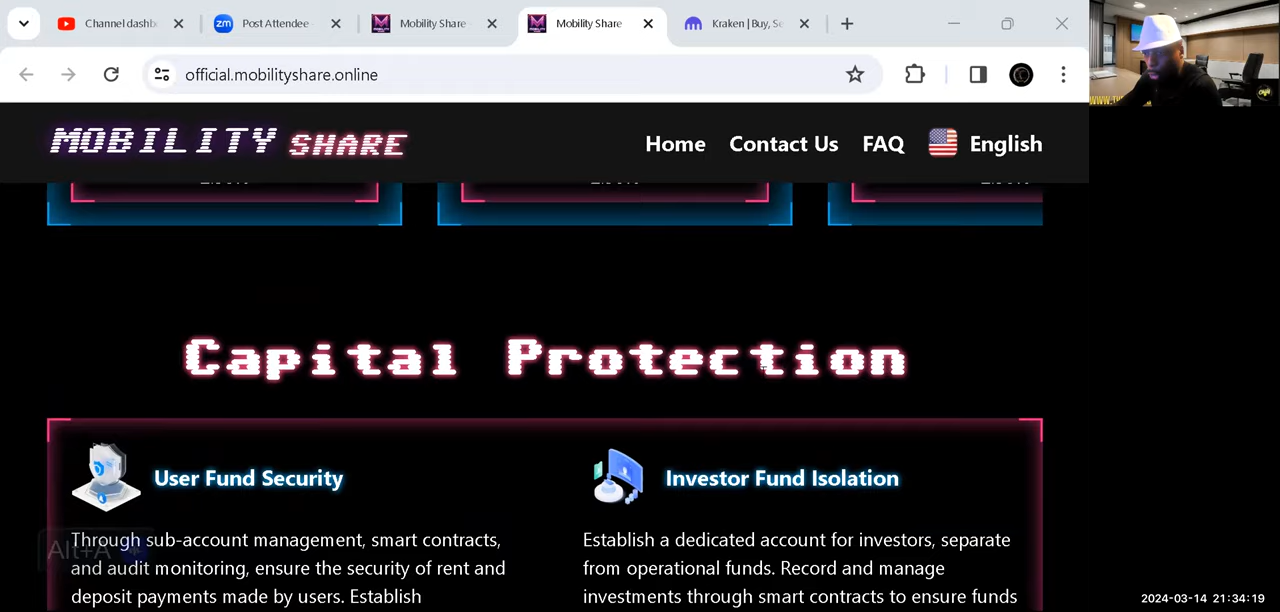 Channel dashb
zm
Post Attendee
Mobility Share
Mobility Share
Kraken | Buy, Se
official.mobilityshare.online
MOBILITY SHARE
Home
Contact Us
FAQ
English
Capital Protection
User Fund Security
Through sub-account management, smart contracts,
and audit monitoring, ensure the security of rent and
deposit payments made by users. Establish
Investor Fund Isolation
Establish a dedicated account for investors, separate
from operational funds. Record and manage
investments through smart contracts to ensure funds
Alt+A
2024-03-14 21:34:19